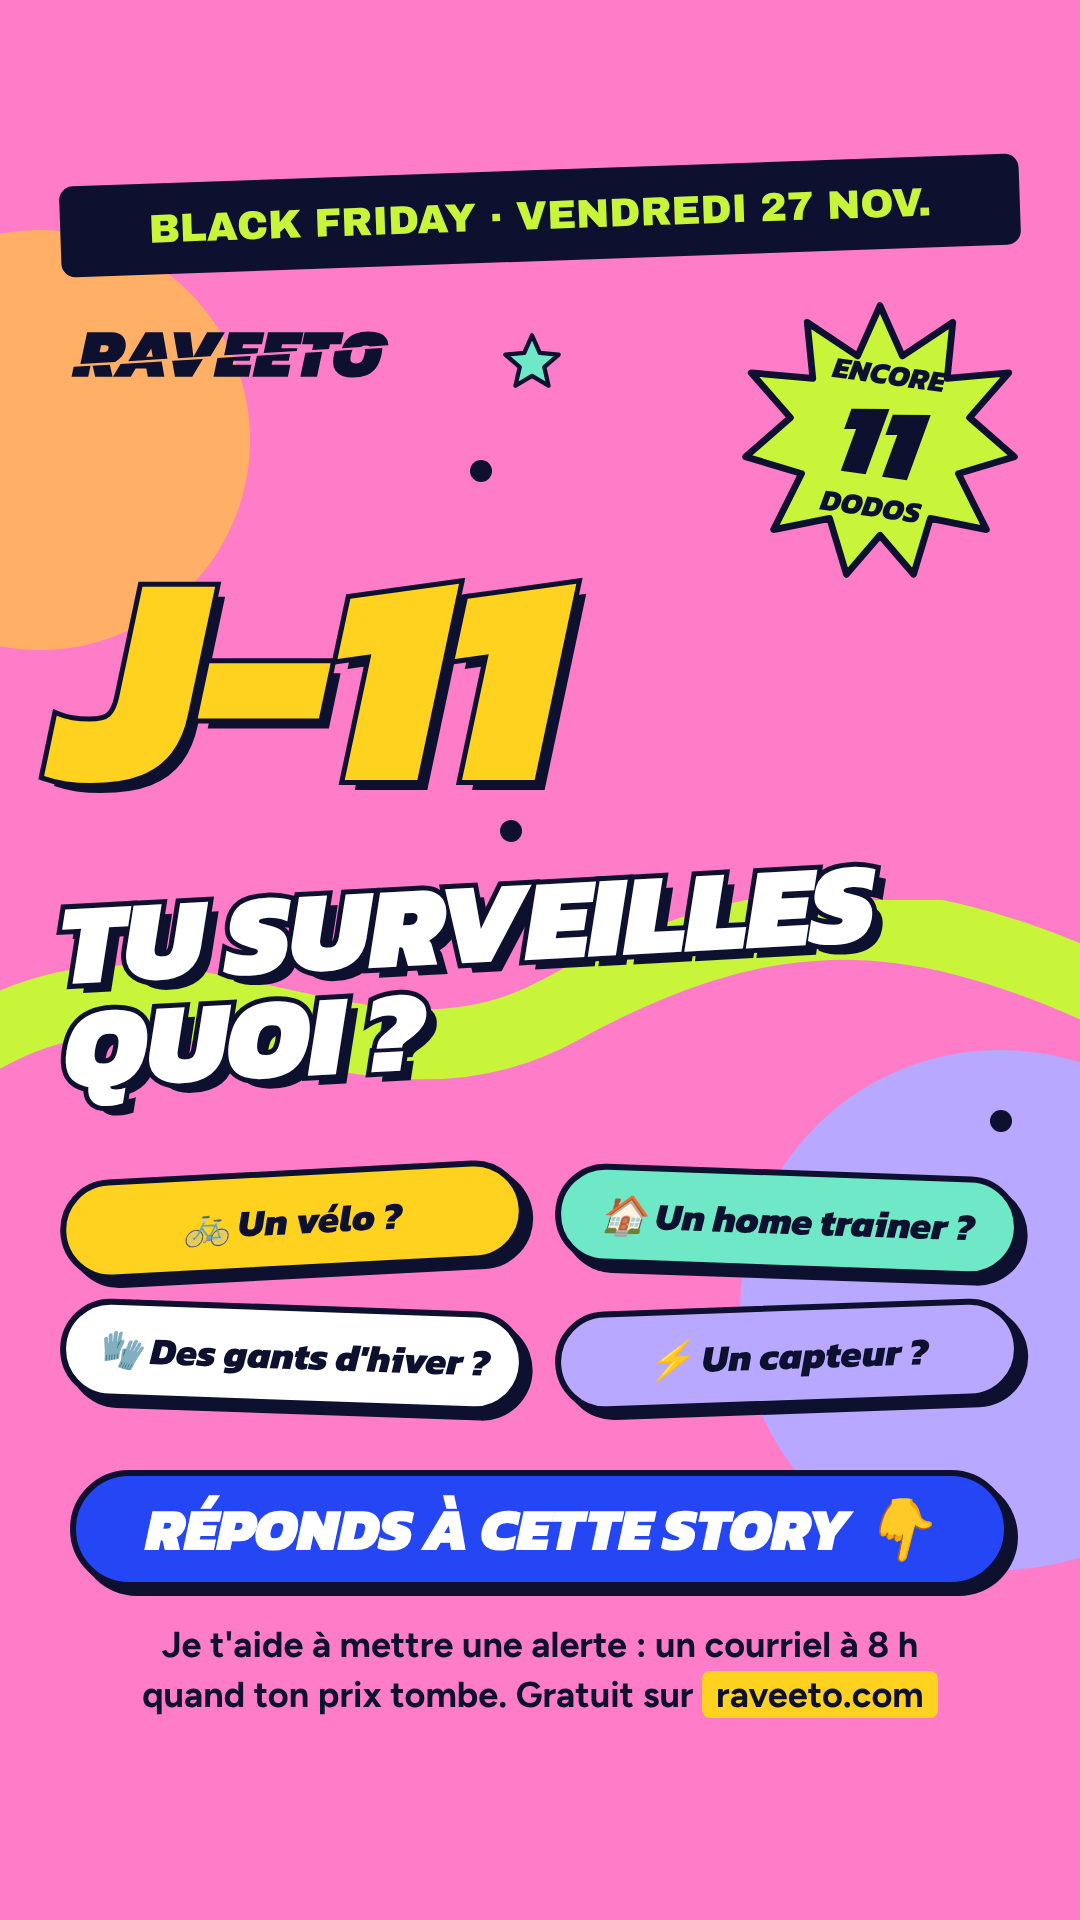 BLACK FRIDAY · VENDREDI 27 NOV.
RAVEETO
ENCORE
11
DODOS
J-11
TU SURVEILLES
QUOI ?
🚲 Un vélo ?
🏠 Un home trainer ?
🧤 Des gants d'hiver ?
⚡ Un capteur ?
RÉPONDS À CETTE STORY 👇
Je t'aide à mettre une alerte : un courriel à 8 h
quand ton prix tombe. Gratuit sur raveeto.com